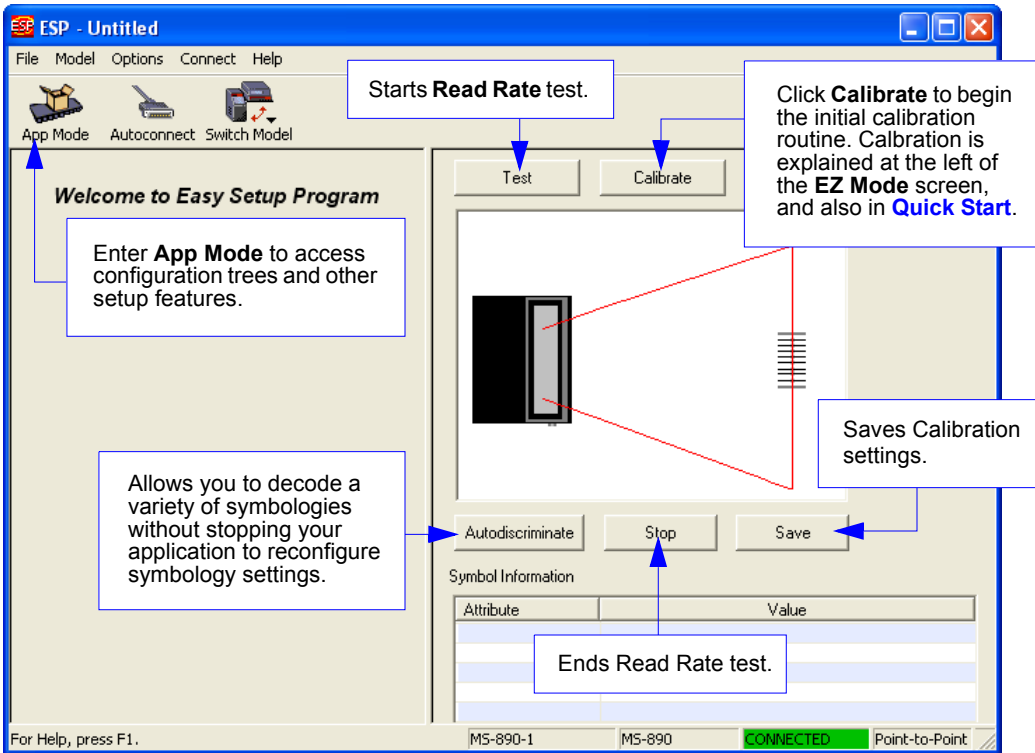 ESP - Untitled
File Model Options Connect Help
App Mode Autoconnect Switch Model
Starts Read Rate test.
Click Calibrate to begin
the initial calibration
routine. Calbration is
explained at the left of
the EZ Mode screen,
and also in Quick Start.
Welcome to Easy Setup Program
Test Calibrate
Enter App Mode to access
configuration trees and other
setup features.
Saves Calibration
settings.
Allows you to decode a
variety of symbologies
without stopping your
application to reconfigure
symbology settings.
Autodiscriminate Stop Save
Symbol Information
Attribute Value
Ends Read Rate test.
For Help, press F1. MS-890-1 MS-890 CONNECTED Point-to-Point